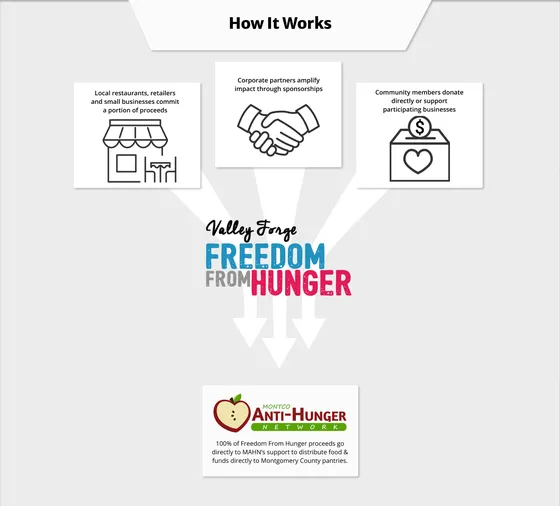 How It Works
Local restaurants, retailers
and small businesses commit
a portion of proceeds
Corporate partners amplify
impact through sponsorships
Community members donate
directly or support
participating businesses
$
Valley Forge
FREEDOM
FROM HUNGER
MONTCO
ANTI-HUNGER
NETWORK
100% of Freedom From Hunger proceeds go
directly to MAHN's support to distribute food &
funds directly to Montgomery County pantries.